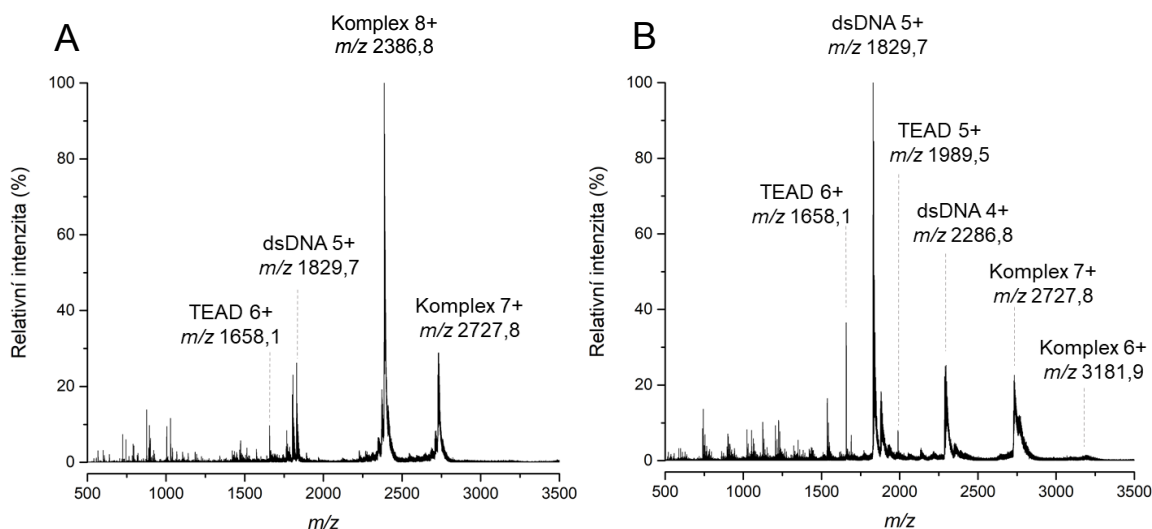 A
Komplex 8+
m/z 2386,8
dsDNA 5+
m/z 1829,7
TEAD 6+
m/z 1658,1
Komplex 7+
m/z 2727,8
Relativní intenzita (%)
100
80
60
40
20
0
500
1000
1500
2000
2500
3000
3500
m/z
B
dsDNA 5+
m/z 1829,7
TEAD 5+
m/z 1989,5
TEAD 6+
m/z 1658,1
dsDNA 4+
m/z 2286,8
Komplex 7+
m/z 2727,8
Komplex 6+
m/z 3181,9
Relativní intenzita (%)
100
80
60
40
20
0
500
1000
1500
2000
2500
3000
3500
m/z